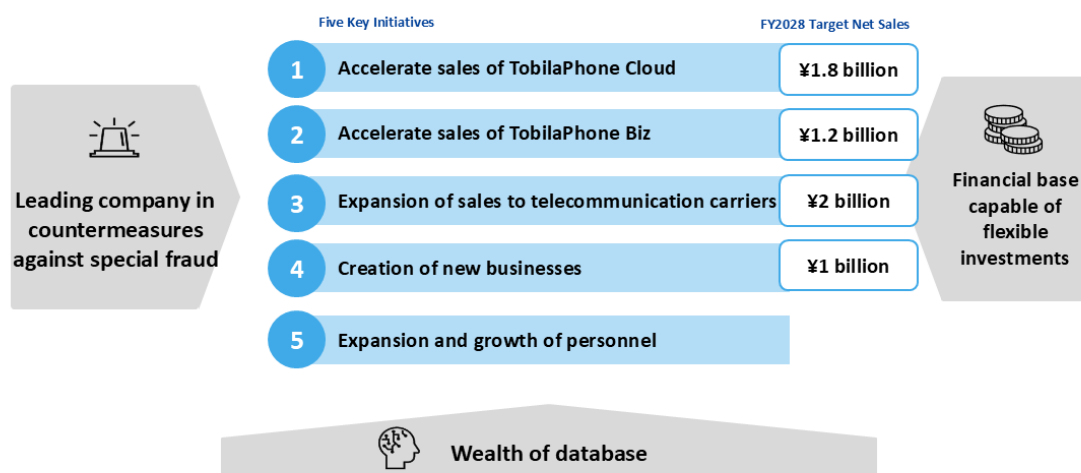 Five Key Initiatives
FY2028 Target Net Sales
1 Accelerate sales of TobilaPhone Cloud ¥1.8 billion
2 Accelerate sales of TobilaPhone Biz ¥1.2 billion
3 Expansion of sales to telecommunication carriers ¥2 billion
4 Creation of new businesses ¥1 billion
5 Expansion and growth of personnel
Leading company in
countermeasures
against special fraud
Financial base
capable of
flexible
investments
Wealth of database